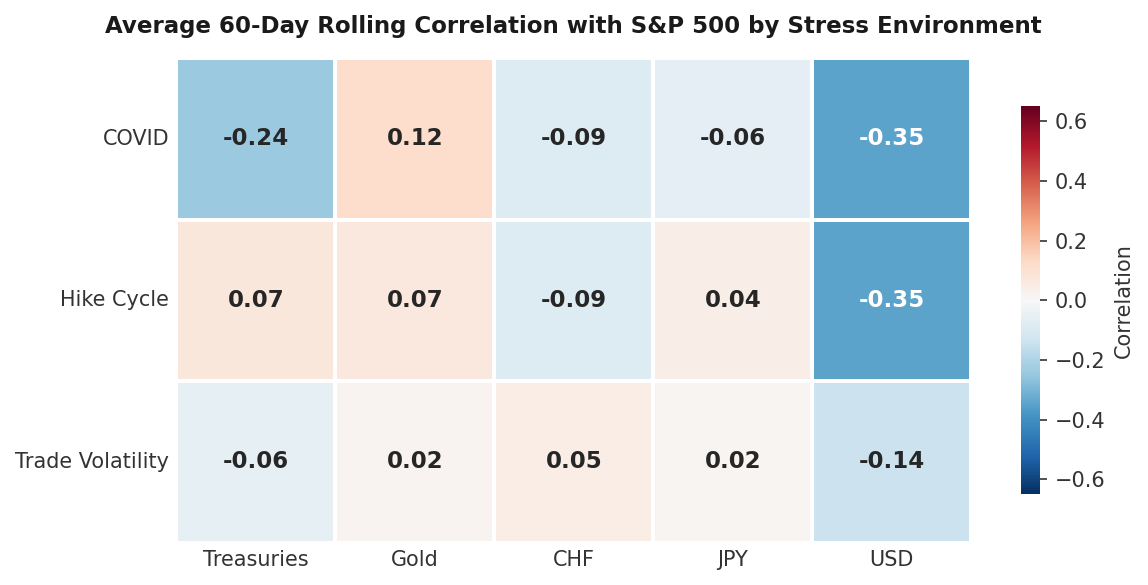 Average 60-Day Rolling Correlation with S&P 500 by Stress Environment
COVID
-0.24
0.12
-0.09
-0.06
-0.35
Hike Cycle
0.07
0.07
-0.09
0.04
-0.35
Trade Volatility
-0.06
0.02
0.05
0.02
-0.14
Treasuries
Gold
CHF
JPY
USD
0.6
0.4
0.2
0.0
−0.2
−0.4
−0.6
Correlation